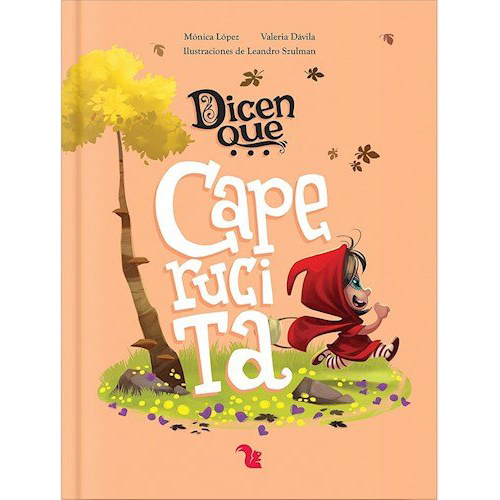 Mónica López Valeria Dávila
Ilustraciones de Leandro Szulman
Dicen
que...
Cape
ruci
Ta